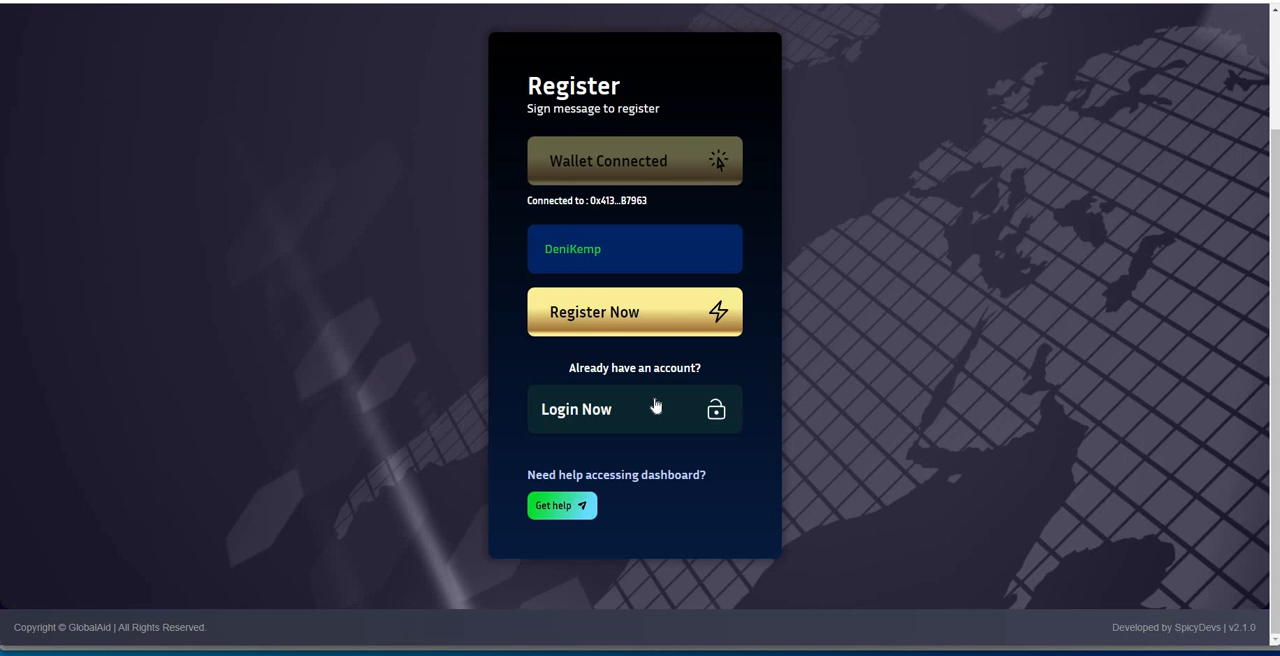 Register
Sign message to register
Wallet Connected
Connected to : 0x413...B7963
DeniKemp
Register Now
Already have an account?
Login Now
Need help accessing dashboard?
Get help
Copyright © GlobalAid | All Rights Reserved.
Developed by SpicyDevs | v2.1.0